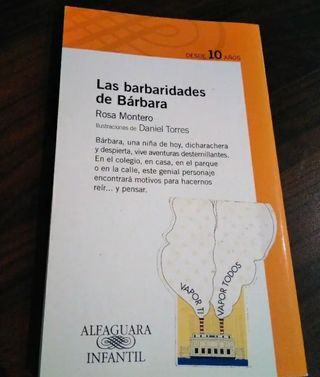 DESDE 10 AÑOS
Las barbaridades
de Bárbara
Rosa Montero
Ilustraciones de Daniel Torres
Bárbara, una niña de hoy, dicharachera
y despierta, vive aventuras desternillantes.
En el colegio, en casa, en el parque
o en la calle, este genial personaje
encontrará motivos para hacernos
reír... y pensar.
VAPOR TI
VAPOR TODOS
ALFAGUARA
INFANTIL